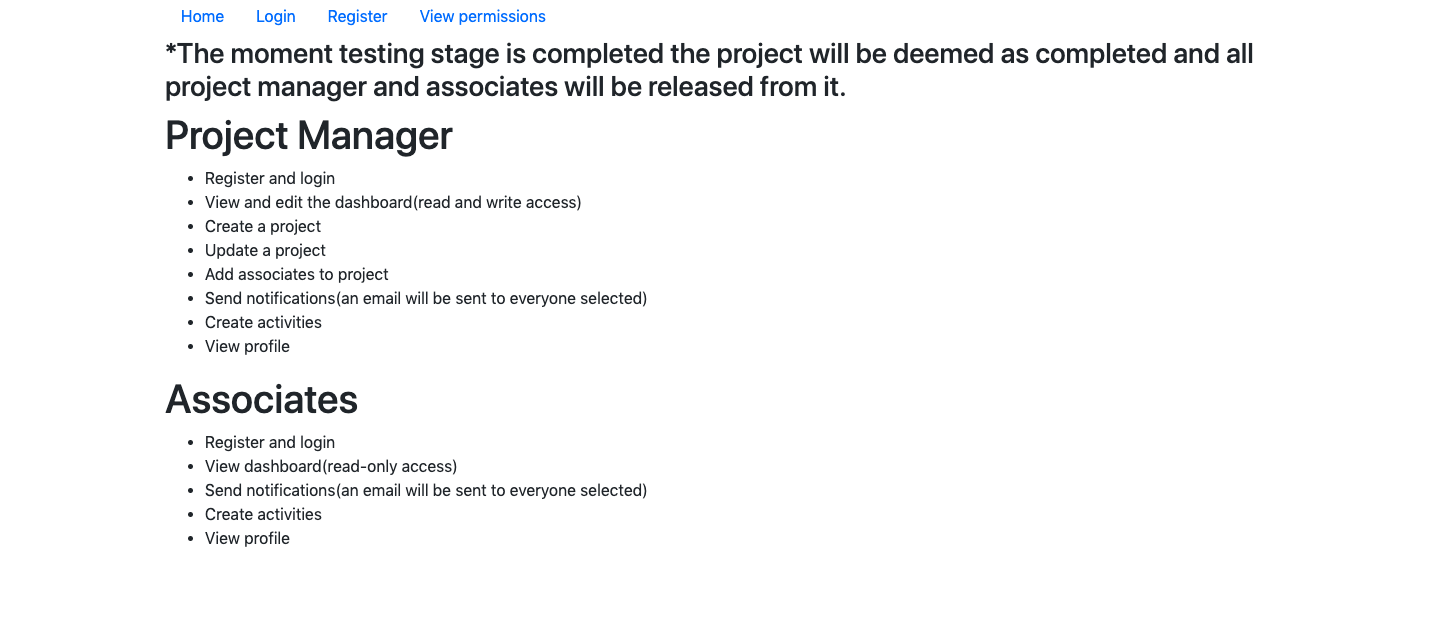 Home Login Register View permissions
*The moment testing stage is completed the project will be deemed as completed and all
project manager and associates will be released from it.
Project Manager
• Register and login
• View and edit the dashboard(read and write access)
• Create a project
• Update a project
• Add associates to project
• Send notifications(an email will be sent to everyone selected)
• Create activities
• View profile
Associates
• Register and login
• View dashboard(read-only access)
• Send notifications(an email will be sent to everyone selected)
• Create activities
• View profile